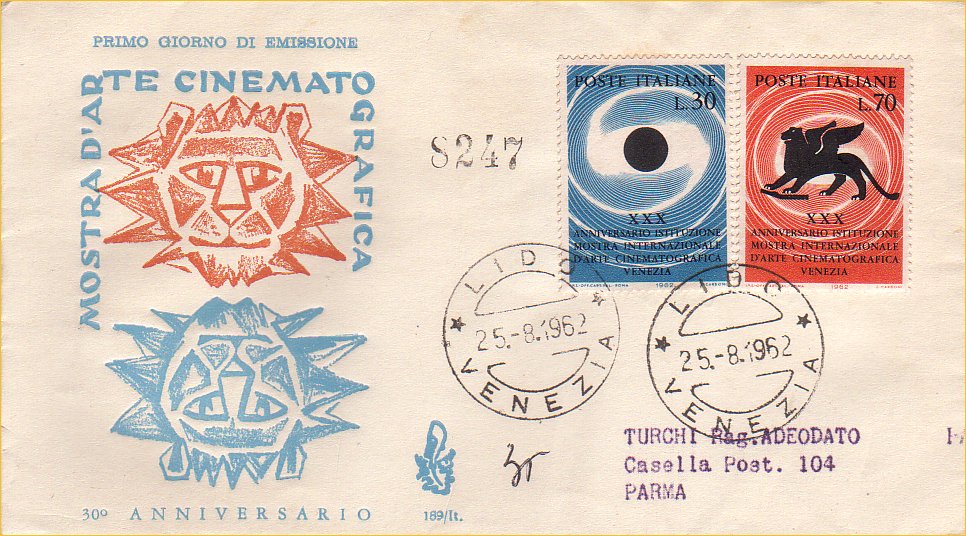 PRIMO GIORNO DI EMISSIONE
MOSTRA D'ARTE CINEMATOGRAFICA
30º ANNIVERSARIO
189/It.
8247
POSTE ITALIANE
L.30
XXX
ANNIVERSARIO ISTITUZIONE
MOSTRA INTERNAZIONALE
D'ARTE CINEMATOGRAFICA
VENEZIA
1962
POSTE ITALIANE
L.70
XXX
ANNIVERSARIO ISTITUZIONE
MOSTRA INTERNAZIONALE
D'ARTE CINEMATOGRAFICA
VENEZIA
1962
LIDO
25.-8.1962
VENEZIA
LIDO
25.-8.1962
VENEZIA
TURCHI Rag.ADEODATO
Casella Post. 104
PARMA